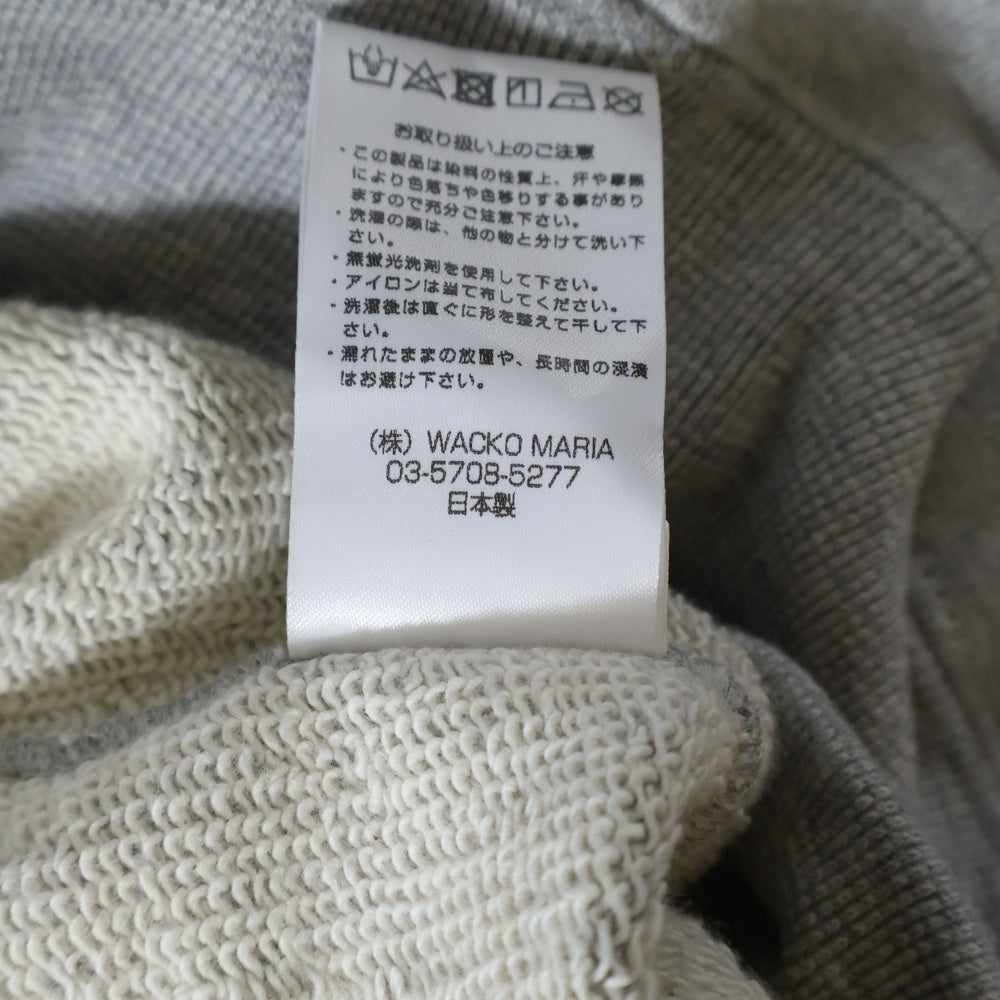 お取り扱い上のご注意
・この製品は染料の性質上、汗や摩擦
により色落ちや色移りする事があり
ますので充分ご注意下さい。
・洗濯の際は、他の物と分けて洗い下
さい。
・無蛍光洗剤を使用して下さい。
・アイロンは当て布してください。
・洗濯後は直ぐに形を整えて干して下
さい。
・濡れたままの放置や、長時間の浸漬
はお避け下さい。
（株）WACKO MARIA
03-5708-5277
日本製